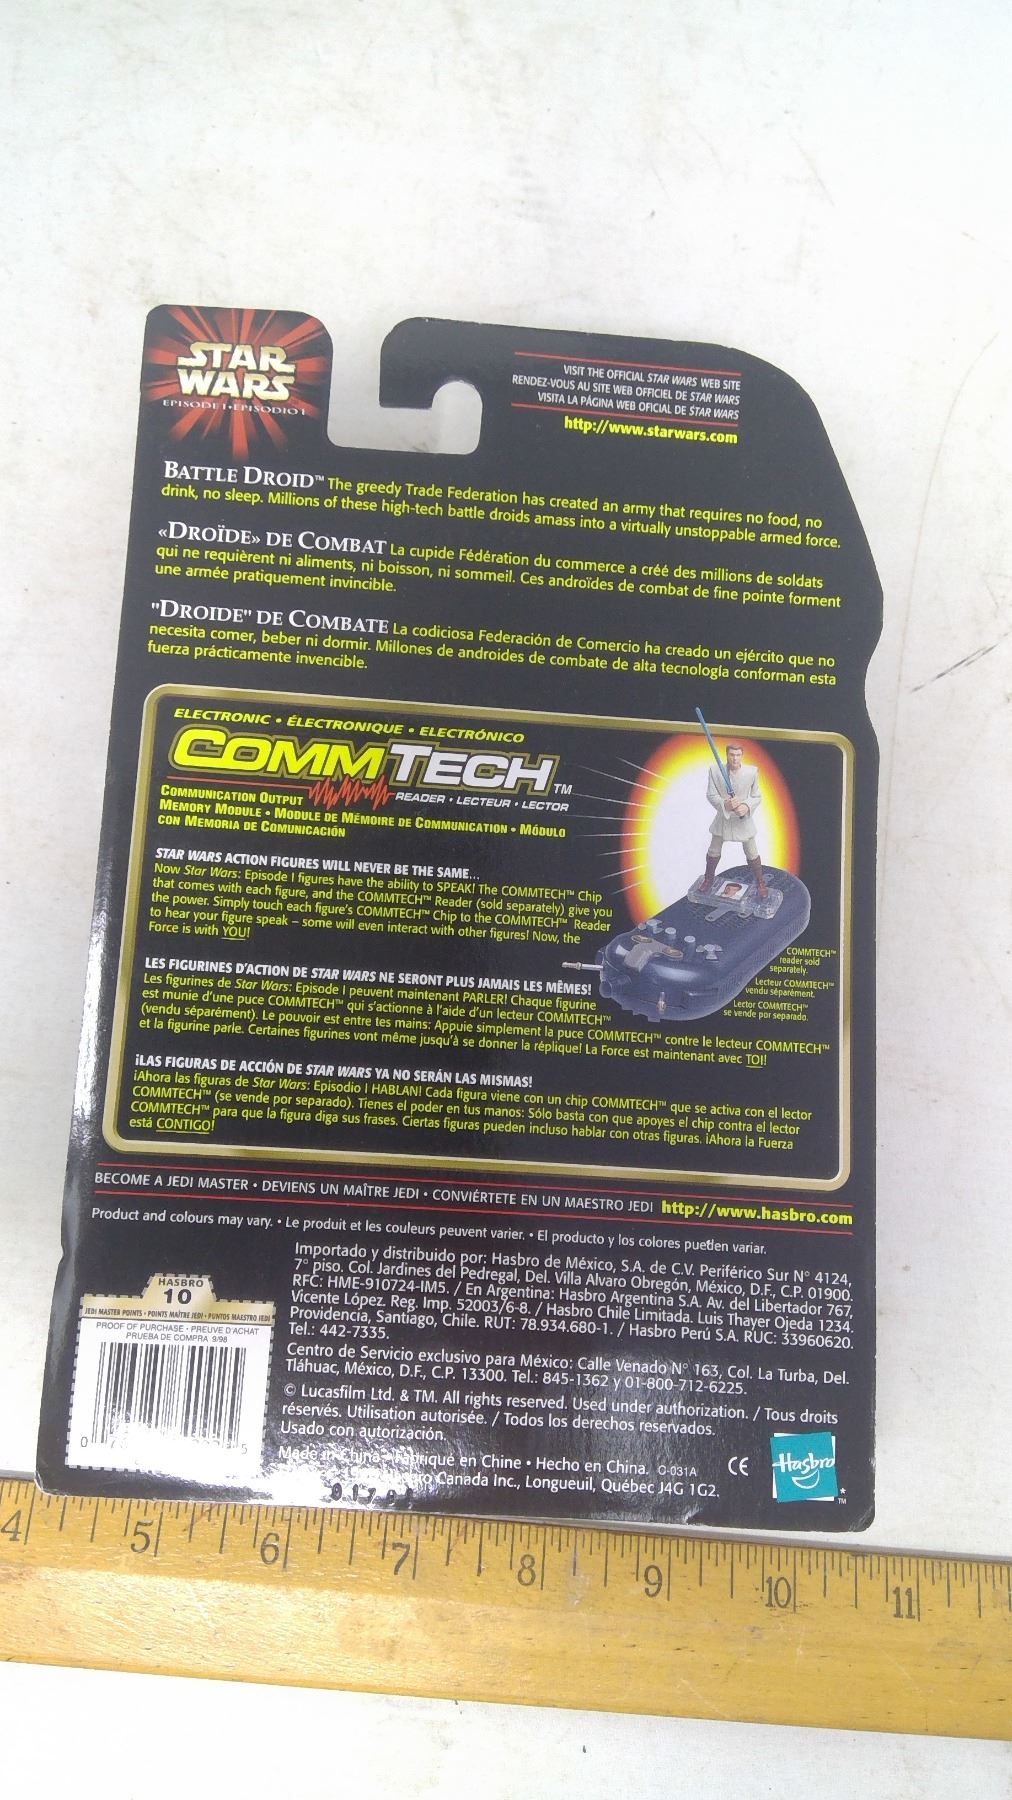 STAR
WARS
EPISODE I • EPISODIO I
VISIT THE OFFICIAL STAR WARS WEB SITE
RENDEZ-VOUS AU SITE WEB OFFICIEL DE STAR WARS
VISITA LA PÁGINA WEB OFICIAL DE STAR WARS
http://www.starwars.com
BATTLE DROID™ The greedy Trade Federation has created an army that requires no food, no
drink, no sleep. Millions of these high-tech battle droids amass into a virtually unstoppable armed force.
«DROÏDE» DE COMBAT La cupide Fédération du commerce a créé des millions de soldats
qui ne requièrent ni aliments, ni boisson, ni sommeil. Ces androïdes de combat de fine pointe forment
une armée pratiquement invincible.
"DROIDE" DE COMBATE La codiciosa Federación de Comercio ha creado un ejército que no
necesita comer, beber ni dormir. Millones de androides de combate de alta tecnología conforman esta
fuerza prácticamente invencible.
ELECTRONIC • ÉLECTRONIQUE • ELECTRÓNICO
COMMTECH™
READER • LECTEUR • LECTOR
COMMUNICATION OUTPUT
MEMORY MODULE • MODULE DE MÉMOIRE DE COMMUNICATION • MÓDULO
CON MEMORIA DE COMUNICACIÓN
STAR WARS ACTION FIGURES WILL NEVER BE THE SAME...
Now Star Wars: Episode I figures have the ability to SPEAK! The COMMTECH™ Chip
that comes with each figure, and the COMMTECH™ Reader (sold separately) give you
the power. Simply touch each figure's COMMTECH™ Chip to the COMMTECH™ Reader
to hear your figure speak – some will even interact with other figures! Now, the
Force is with YOU!
COMMTECH™
reader sold
separately.
Lecteur COMMTECH™
vendu séparément.
Lector COMMTECH™
se vende por separado.
LES FIGURINES D'ACTION DE STAR WARS NE SERONT PLUS JAMAIS LES MÊMES!
Les figurines de Star Wars: Episode I peuvent maintenant PARLER! Chaque figurine
est munie d'une puce COMMTECH™ qui s'actionne à l'aide d'un lecteur COMMTECH™
(vendu séparément). Le pouvoir est entre tes mains: Appuie simplement la puce COMMTECH™ contre le lecteur COMMTECH™
et la figurine parle. Certaines figurines vont même jusqu'à se donner la réplique! La Force est maintenant avec TOI!
¡LAS FIGURAS DE ACCIÓN DE STAR WARS YA NO SERÁN LAS MISMAS!
¡Ahora las figuras de Star Wars: Episodio I HABLAN! Cada figura viene con un chip COMMTECH™ que se activa con el lector
COMMTECH™ (se vende por separado). Tienes el poder en tus manos: Sólo basta con que apoyes el chip contra el lector
COMMTECH™ para que la figura diga sus frases. Ciertas figuras pueden incluso hablar con otras figuras. ¡Ahora la Fuerza
está CONTIGO!
BECOME A JEDI MASTER • DEVIENS UN MAÎTRE JEDI • CONVIÉRTETE EN UN MAESTRO JEDI http://www.hasbro.com
Product and colours may vary. • Le produit et les couleurs peuvent varier. • El producto y los colores pueden variar.
HASBRO
10
JEDI MASTER POINTS • POINTS MAÎTRE JEDI • PUNTOS MAESTRO JEDI
PROOF OF PURCHASE • PREUVE D'ACHAT
PRUEBA DE COMPRA 9/98
Importado y distribuido por: Hasbro de México, S.A. de C.V. Periférico Sur N° 4124,
7° piso. Col. Jardines del Pedregal, Del. Villa Alvaro Obregón, México, D.F., C.P. 01900.
RFC: HME-910724-IM5. / En Argentina: Hasbro Argentina S.A. Av. del Libertador 767,
Vicente López. Reg. Imp. 52003/6-8. / Hasbro Chile Limitada. Luis Thayer Ojeda 1234.
Providencia, Santiago, Chile. RUT: 78.934.680-1. / Hasbro Perú S.A. RUC: 33960620.
Tel.: 442-7335.
Centro de Servicio exclusivo para México: Calle Venado N° 163, Col. La Turba, Del.
Tláhuac, México, D.F., C.P. 13300. Tel.: 845-1362 y 01-800-712-6225.
© Lucasfilm Ltd. & TM. All rights reserved. Used under authorization. / Tous droits
réservés. Utilisation autorisée. / Todos los derechos reservados.
Usado con autorización.
Made in China • Fabriqué en Chine • Hecho en China. G-031A
Hasbro Canada Inc., Longueuil, Québec J4G 1G2.
CE
Hasbro
4 5 6 7 8 9 10 11